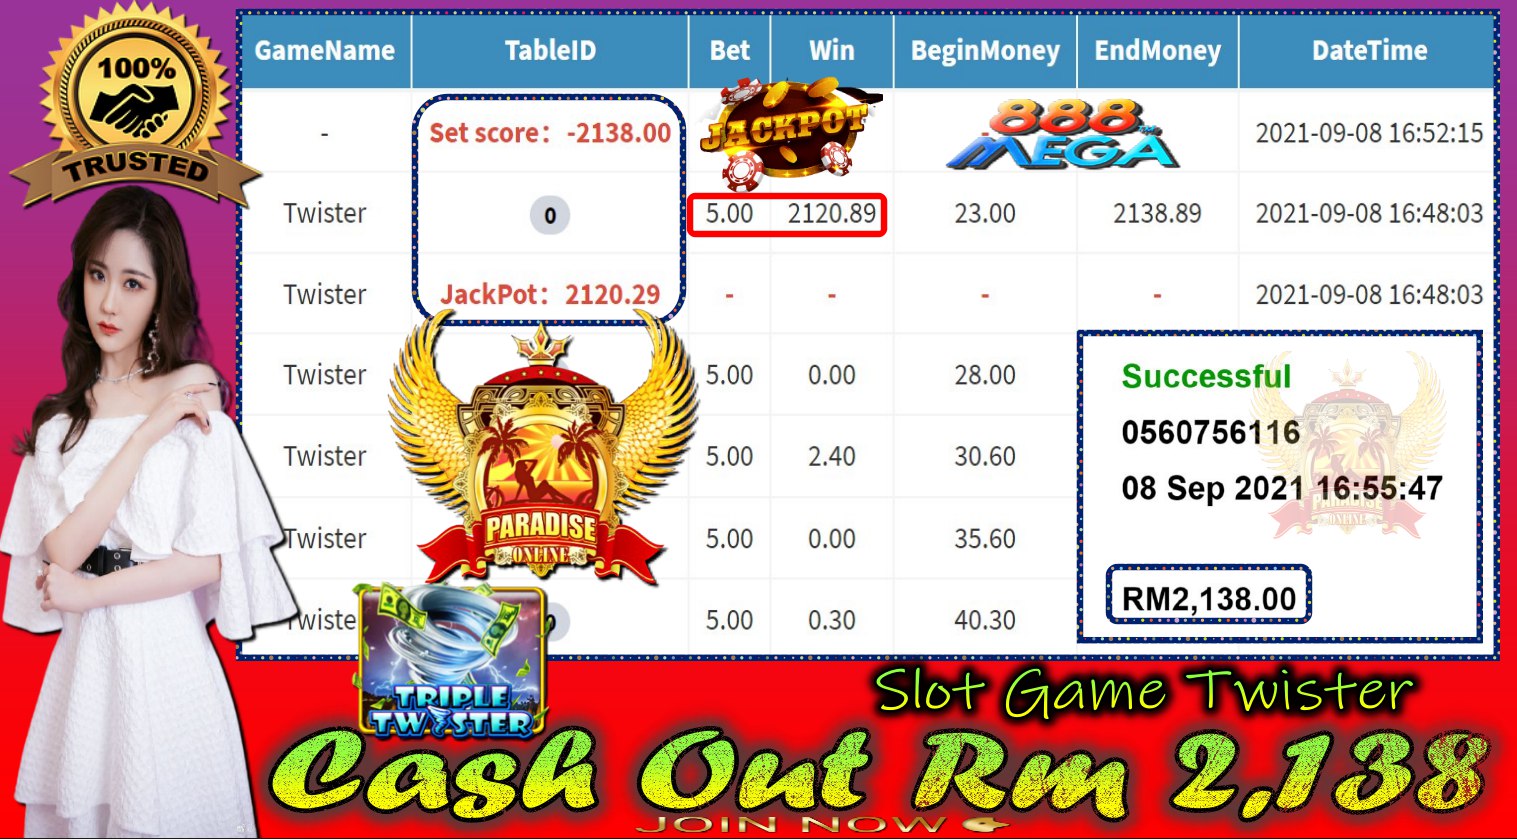 100%
TRUSTED
GameName TableID Bet Win BeginMoney EndMoney DateTime
- Set score: -2138.00 JACKPOT - 888 MEGA 2021-09-08 16:52:15
Twister 0 5.00 2120.89 23.00 2138.89 2021-09-08 16:48:03
Twister JackPot: 2120.29 - - - - 2021-09-08 16:48:03
Twister 5.00 0.00 28.00
Twister 5.00 2.40 30.60
Twister 5.00 0.00 35.60
Twister 0 5.00 0.30 40.30
PARADISE
ONLINE
Successful
0560756116
08 Sep 2021 16:55:47
PARADISE
ONLINE
RM2,138.00
TRIPLE
TWISTER
Slot Game Twister
Cash Out Rm 2,138
JOIN NOW